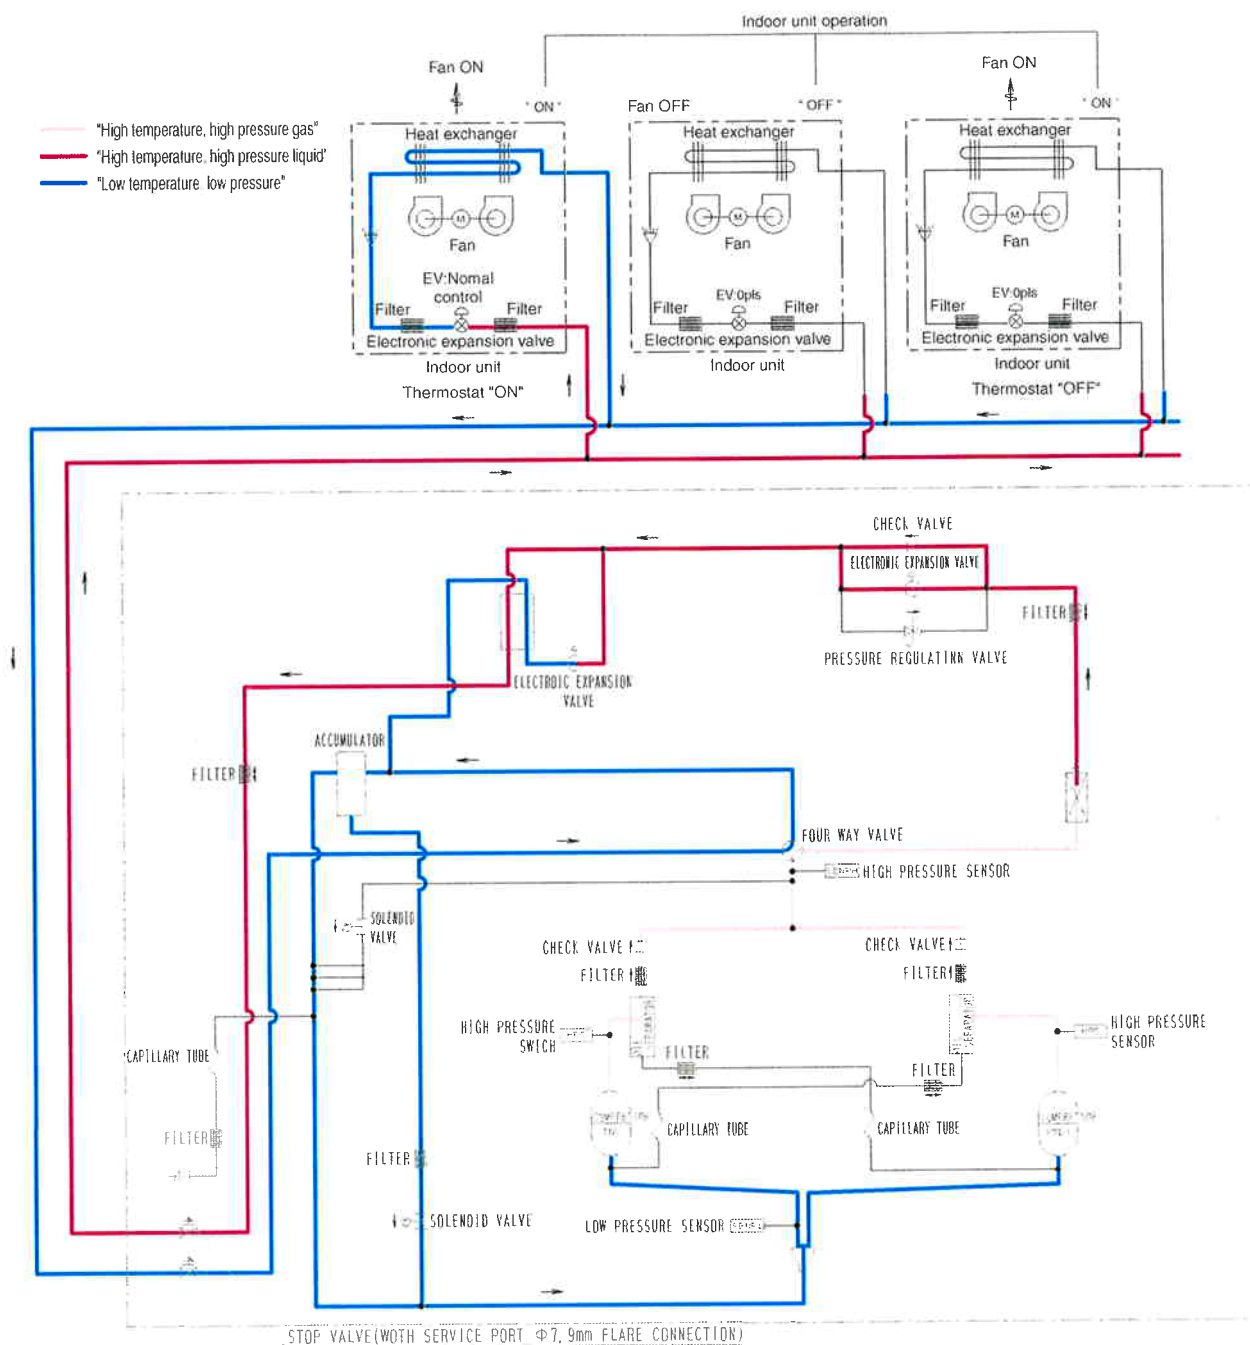 Indoor unit operation
Fan ON
" ON "
Fan OFF
" OFF "
Fan ON
" ON "
"High temperature, high pressure gas"
"High temperature, high pressure liquid"
"Low temperature. low pressure"
Heat exchanger
Heat exchanger
Heat exchanger
M
M
M
Fan
Fan
Fan
EV:Nomal
control
Filter
Filter
Electronic expansion valve
EV:0pls
Filter
Filter
Electronic expansion valve
EV:0pls
Filter
Filter
Electronic expansion valve
Indoor unit
Thermostat "ON"
Indoor unit
Indoor unit
Thermostat "OFF"
CHECK VALVE
ELECTRONIC EXPANSION VALVE
FILTER
PRESSURE REGULATINN VALVE
ELECTROIC EXPANSION
VALVE
ACCUMULATOR
FILTER
FOUR WAY VALVE
HIGH PRESSURE SENSOR
SOLENOID
VALVE
CHECK VALVE
CHECK VALVE
FILTER
FILTER
SEPARATOR
SEPARATOR
HIGH PRESSURE
SWICH
HIGH PRESSURE
SENSOR
FILTER
FILTER
CAPILLARY TUBE
CAPILLARY TUBE
CAPILLARY TUBE
FILTER
FILTER
SOLENOID VALVE
LOW PRESSURE SENSOR
STOP VALVE(WOTH SERVICE PORT Φ7, 9mm FLARE CONNECTION)